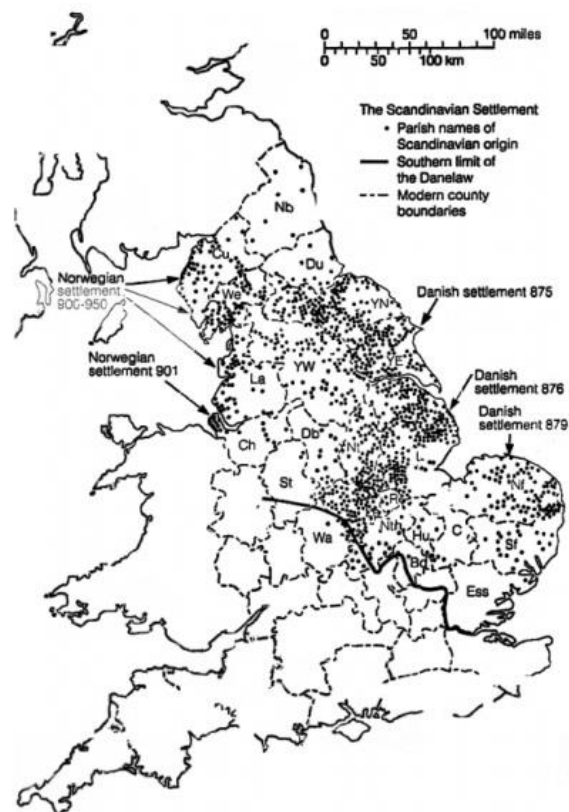 0 50 100 miles
0 50 100 km
The Scandinavian Settlement
Parish names of
Scandinavian origin
Southern limit of
the Danelaw
Modern county
boundaries
Nb
Cu
Du
Norwegian
settlement
900-950
We
YN
Danish settlement 875
YE
Norwegian
settlement 901
La
YW
Danish
settlement 876
Danish
settlement 879
Ch
Db
N
L
St
R
Nf
Nth
Hu
C
Sf
Wa
Bd
Ess